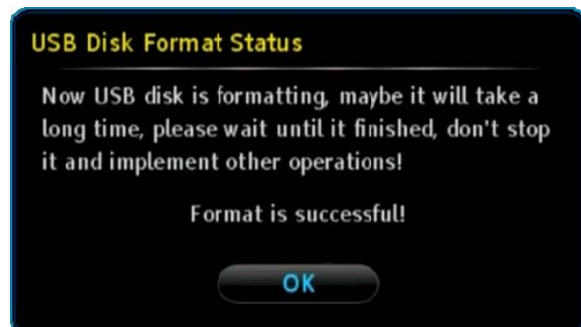 USB Disk Format Status
Now USB disk is formatting, maybe it will take a
long time, please wait until it finished, don't stop
it and implement other operations!
Format is successful!
OK